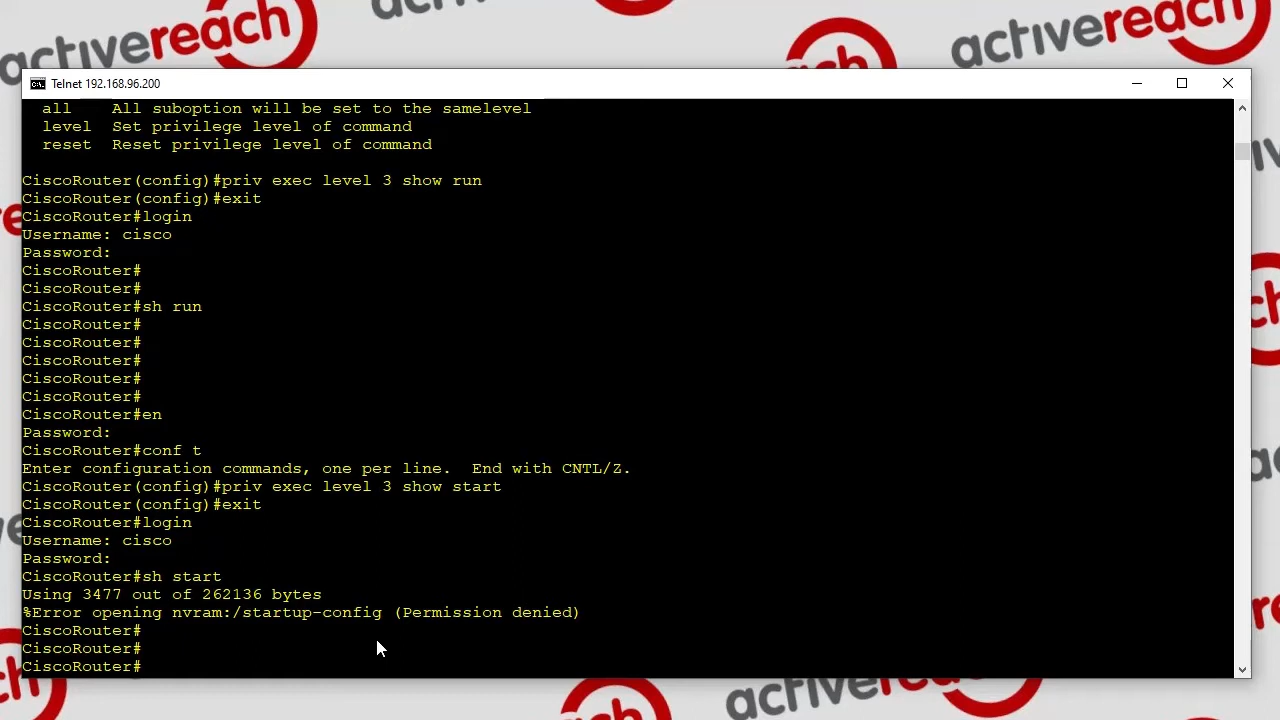 activereach
activereach
activereach
Telnet 192.168.96.200
all All suboption will be set to the samelevel
level Set privilege level of command
reset Reset privilege level of command
CiscoRouter(config)#priv exec level 3 show run
CiscoRouter(config)#exit
CiscoRouter#login
Username: cisco
Password:
CiscoRouter#
CiscoRouter#
CiscoRouter#sh run
CiscoRouter#
CiscoRouter#
CiscoRouter#
CiscoRouter#
CiscoRouter#
CiscoRouter#en
Password:
CiscoRouter#conf t
Enter configuration commands, one per line. End with CNTL/Z.
CiscoRouter(config)#priv exec level 3 show start
CiscoRouter(config)#exit
CiscoRouter#login
Username: cisco
Password:
CiscoRouter#sh start
Using 3477 out of 262136 bytes
%Error opening nvram:/startup-config (Permission denied)
CiscoRouter#
CiscoRouter#
CiscoRouter#
activereach